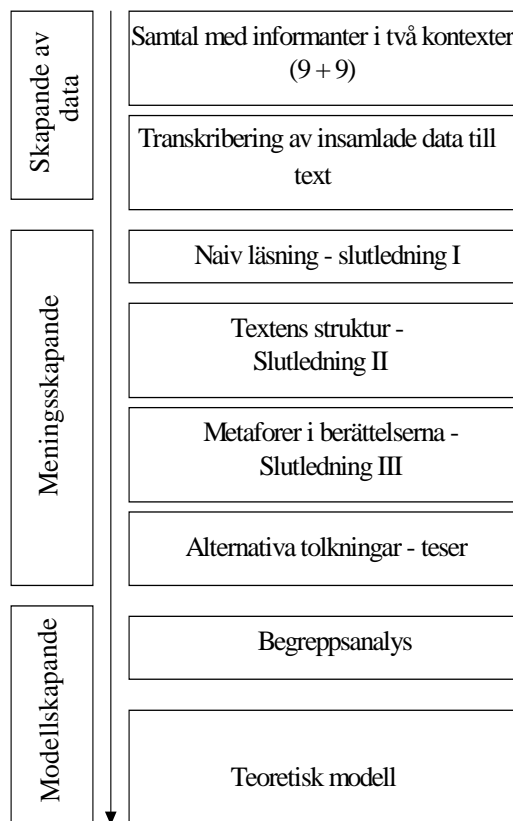 Skapande av
data
Samtal med informanter i två kontexter
(9 + 9)
Transkribering av insamlade data till
text
Meningsskapande
Naiv läsning - slutledning I
Textens struktur -
Slutledning II
Metaforer i berättelserna -
Slutledning III
Alternativa tolkningar - teser
Modellskapande
Begreppsanalys
Teoretisk modell